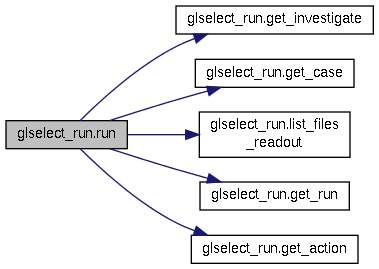 glselect_run.get_investigate
glselect_run.get_case
glselect_run.run
glselect_run.list_files
_readout
glselect_run.get_run
glselect_run.get_action